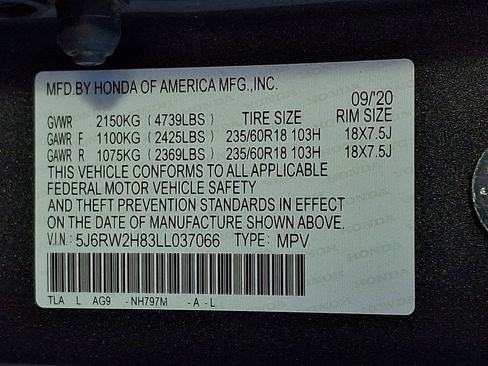 MFD.BY HONDA OF AMERICA MFG.,INC.
09/'20
GVWR 2150KG (4739LBS) TIRE SIZE RIM SIZE
GAWR F 1100KG (2425LBS) 235/60R18 103H 18X7.5J
GAWR R 1075KG (2369LBS) 235/60R18 103H 18X7.5J
THIS VEHICLE CONFORMS TO ALL APPLICABLE
FEDERAL MOTOR VEHICLE SAFETY
AND THEFT PREVENTION STANDARDS IN EFFECT
ON THE DATE OF MANUFACTURE SHOWN ABOVE.
V.I.N: 5J6RW2H83LL037066 TYPE: MPV
TLA L AG9 -NH797M -A-L